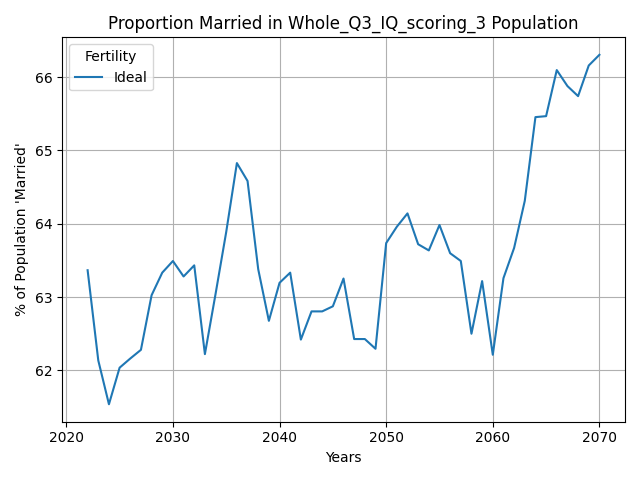 Proportion Married in Whole_Q3_IQ_scoring_3 Population
Fertility
Ideal
% of Population 'Married'
66
65
64
63
62
2020 2030 2040 2050 2060 2070
Years